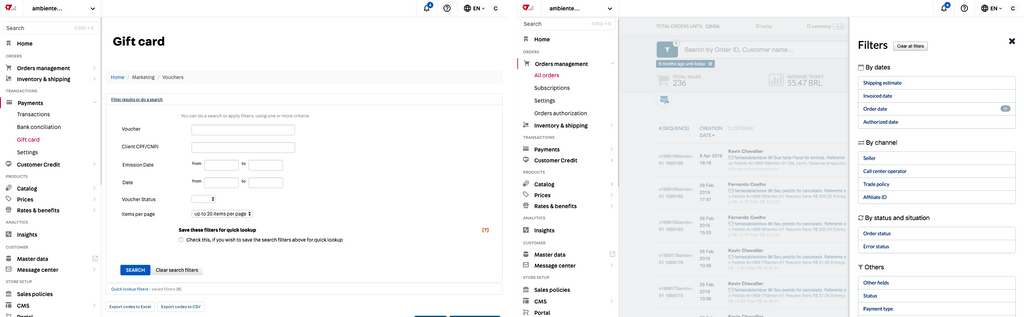 ambiente...
4
EN
C
Search
CMD + K
Home
ORDERS
Orders management
Inventory & shipping
TRANSACTIONS
Payments
Transactions
Bank conciliation
Gift card
Settings
Customer Credit
PRODUCTS
Catalog
Prices
Rates & benefits
ANALYTICS
Insights
CUSTOMER
Master data
Message center
STORE SETUP
Sales policies
CMS
Portal
Gift card
Home / Marketing / Vouchers
Filter results or do a search
You can do a search or apply filters, using one or more criteria
Voucher
Client CPF/CNPJ
Emission Date
from
to
Date
from
to
Voucher Status
Items per page
up to 20 items per page
Save these filters for quick lookup
[?]
Check this, if you wish to save the search filters above for quick lookup
SEARCH
Clear search filters
Quick lookup filters - saved filters (0)
Export codes to Excel
Export codes to CSV
ambiente...
4
EN
C
Search
CMD + K
Home
ORDERS
Orders management
All orders
Subscriptions
Settings
Orders authorization
Inventory & shipping
TRANSACTIONS
Payments
Customer Credit
PRODUCTS
Catalog
Prices
Rates & benefits
ANALYTICS
Insights
CUSTOMER
Master data
Message center
STORE SETUP
Sales policies
CMS
Portal
TOTAL ORDERS UNITS
0 today
0 yesterday
Search by Order ID, Customer name...
6 months ago until today
TOTAL SALES
236
AVERAGE TICKET
55.47 BRL
# (SEQUENCE)
CREATION DATE
CUSTOMER
Kevin Chevallier
Fernando Coelho
Fernando Coelho
Kevin Chevallier
Kevin Chevallier
Filters
Clear all filters
By dates
Shipping estimate
Invoiced date
Order date
Authorized date
By channel
Seller
Call center operator
Trade policy
Affiliate ID
By status and situation
Order status
Error status
Others
Other fields
Status
Payment type